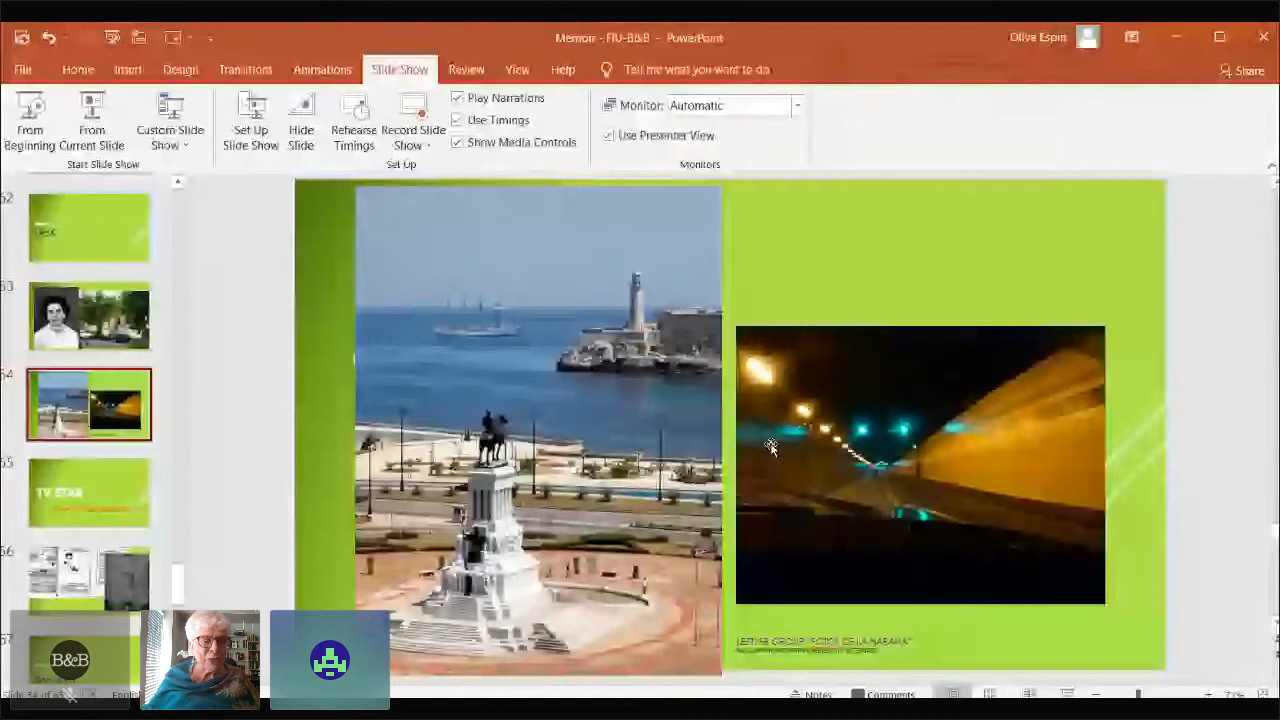 Memoir - FIU-B&B - PowerPoint
Oliva Espin
File Home Insert Design Transitions Animations Slide Show Review View Help Tell me what you want to do
Share
From Beginning
From Current Slide
Custom Slide Show
Set Up Slide Show
Hide Slide
Rehearse Timings
Record Slide Show
Play Narrations
Use Timings
Show Media Controls
Monitor: Automatic
Use Presenter View
Start Slide Show
Set Up
Monitors
TV STAR
B&B
Notes
Comments